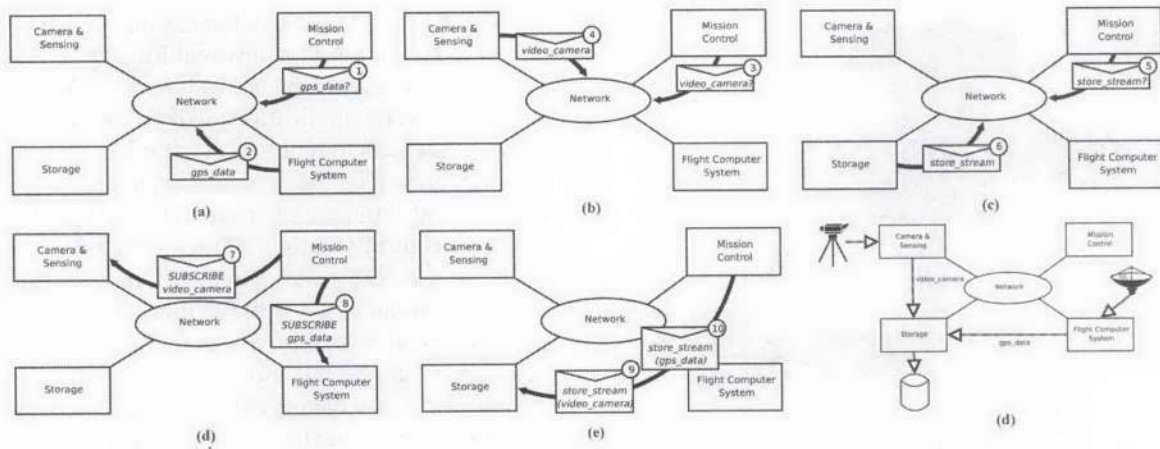 Camera &
Sensing
Mission
Control
1
gps_data?
Network
2
gps_data
Storage
Flight Computer
System
(a)
Camera &
Sensing
4
video_camera
Mission
Control
3
video_camera?
Network
Storage
Flight Computer
System
(b)
Camera &
Sensing
Mission
Control
5
store_stream?
Network
6
store_stream
Storage
Flight Computer
System
(c)
Camera &
Sensing
7
SUBSCRIBE
video_camera
Mission
Control
8
SUBSCRIBE
gps_data
Network
Storage
Flight Computer
System
(d)
Camera &
Sensing
Mission
Control
Network
10
store_stream
(gps_data)
9
store_stream
(video_camera)
Storage
Flight Computer
System
(e)
Camera &
Sensing
Mission
Control
video_camera
Network
Storage
gps_data
Flight Computer
System
(d)